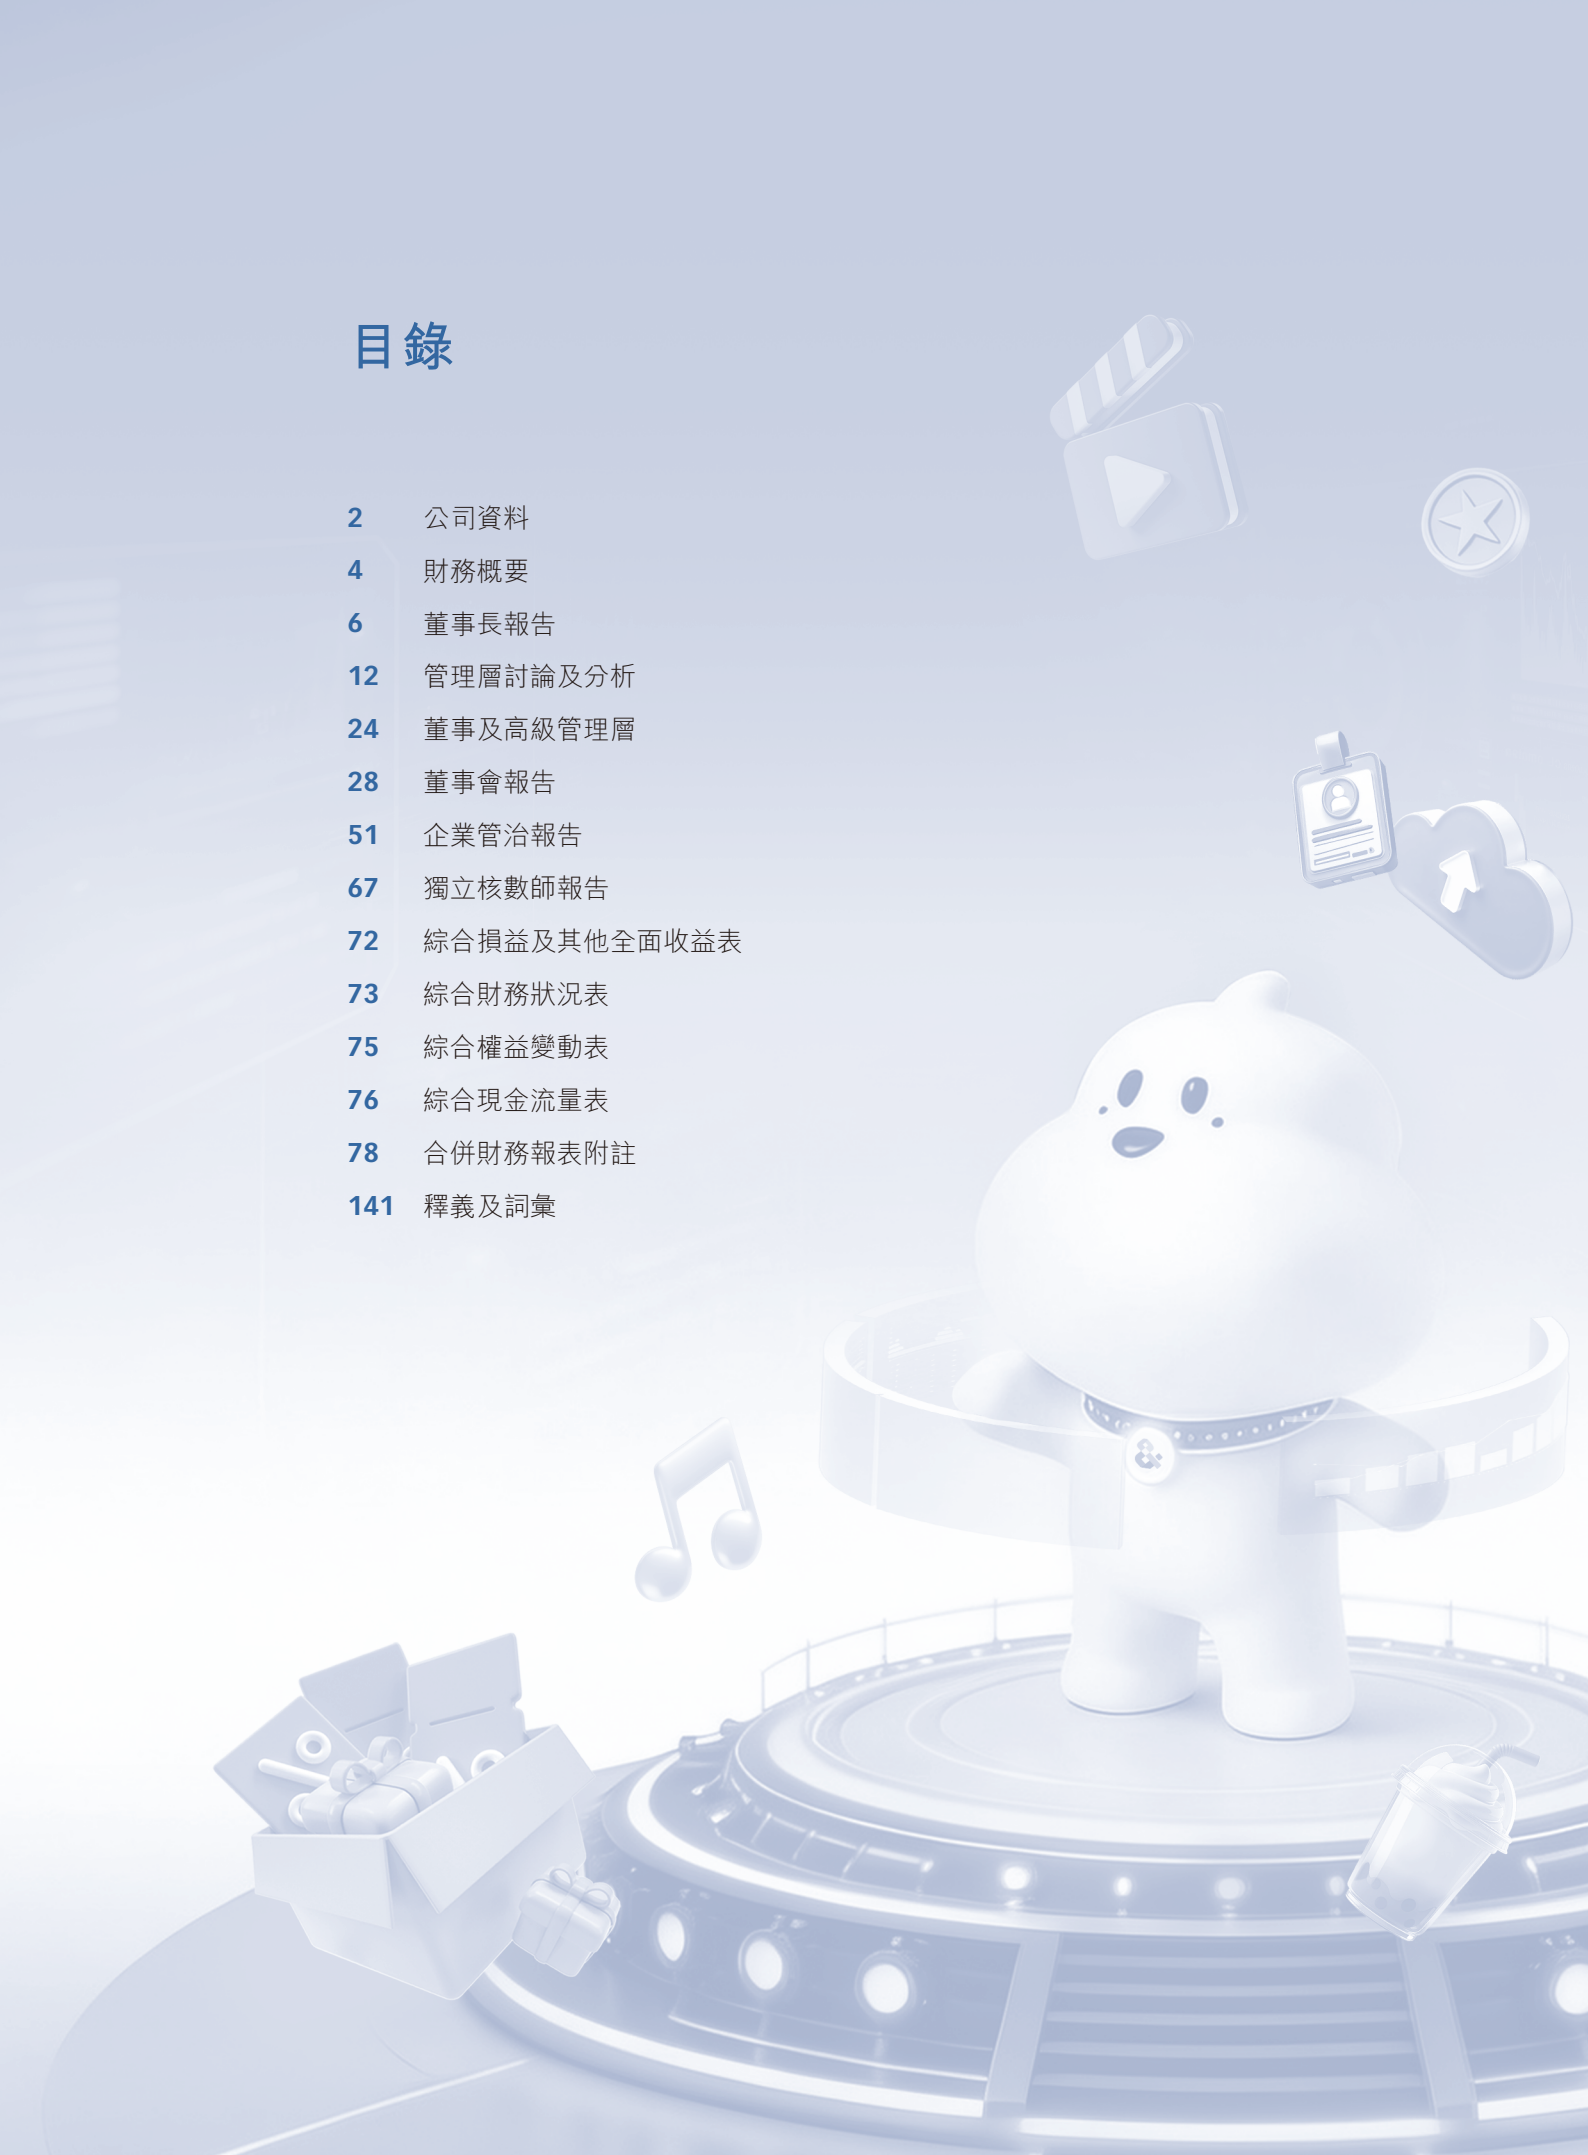 目錄
2 公司資料
4 財務概要
6 董事長報告
12 管理層討論及分析
24 董事及高級管理層
28 董事會報告
51 企業管治報告
67 獨立核數師報告
72 綜合損益及其他全面收益表
73 綜合財務狀況表
75 綜合權益變動表
76 綜合現金流量表
78 合併財務報表附註
141 釋義及詞彙